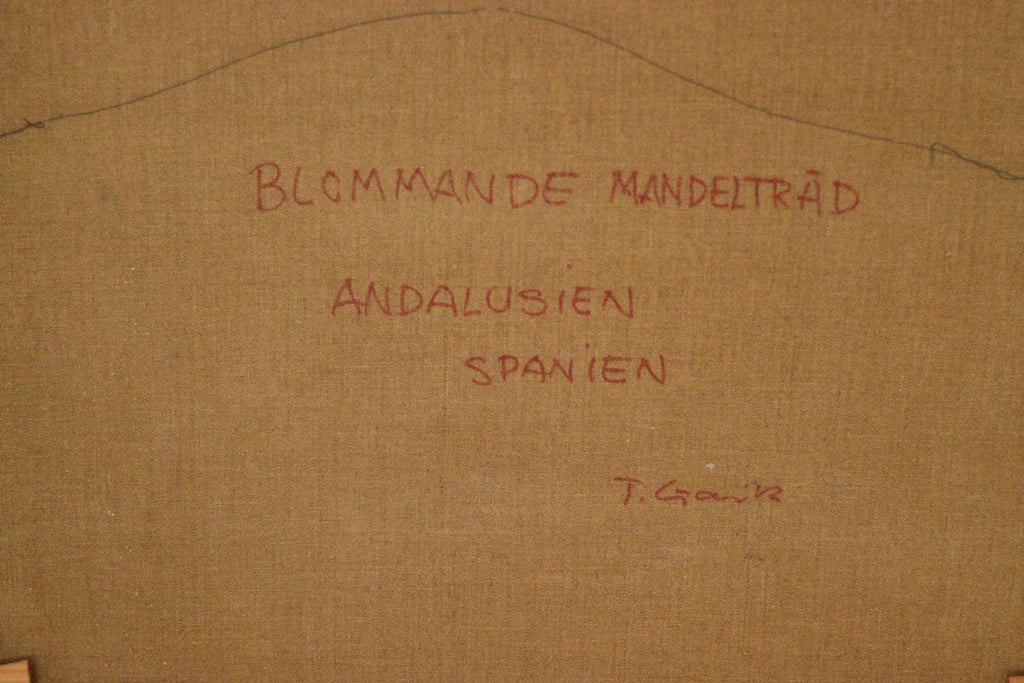 BLOMMANDE MANDELTRÄD
ANDALUSIEN
SPANIEN
T.